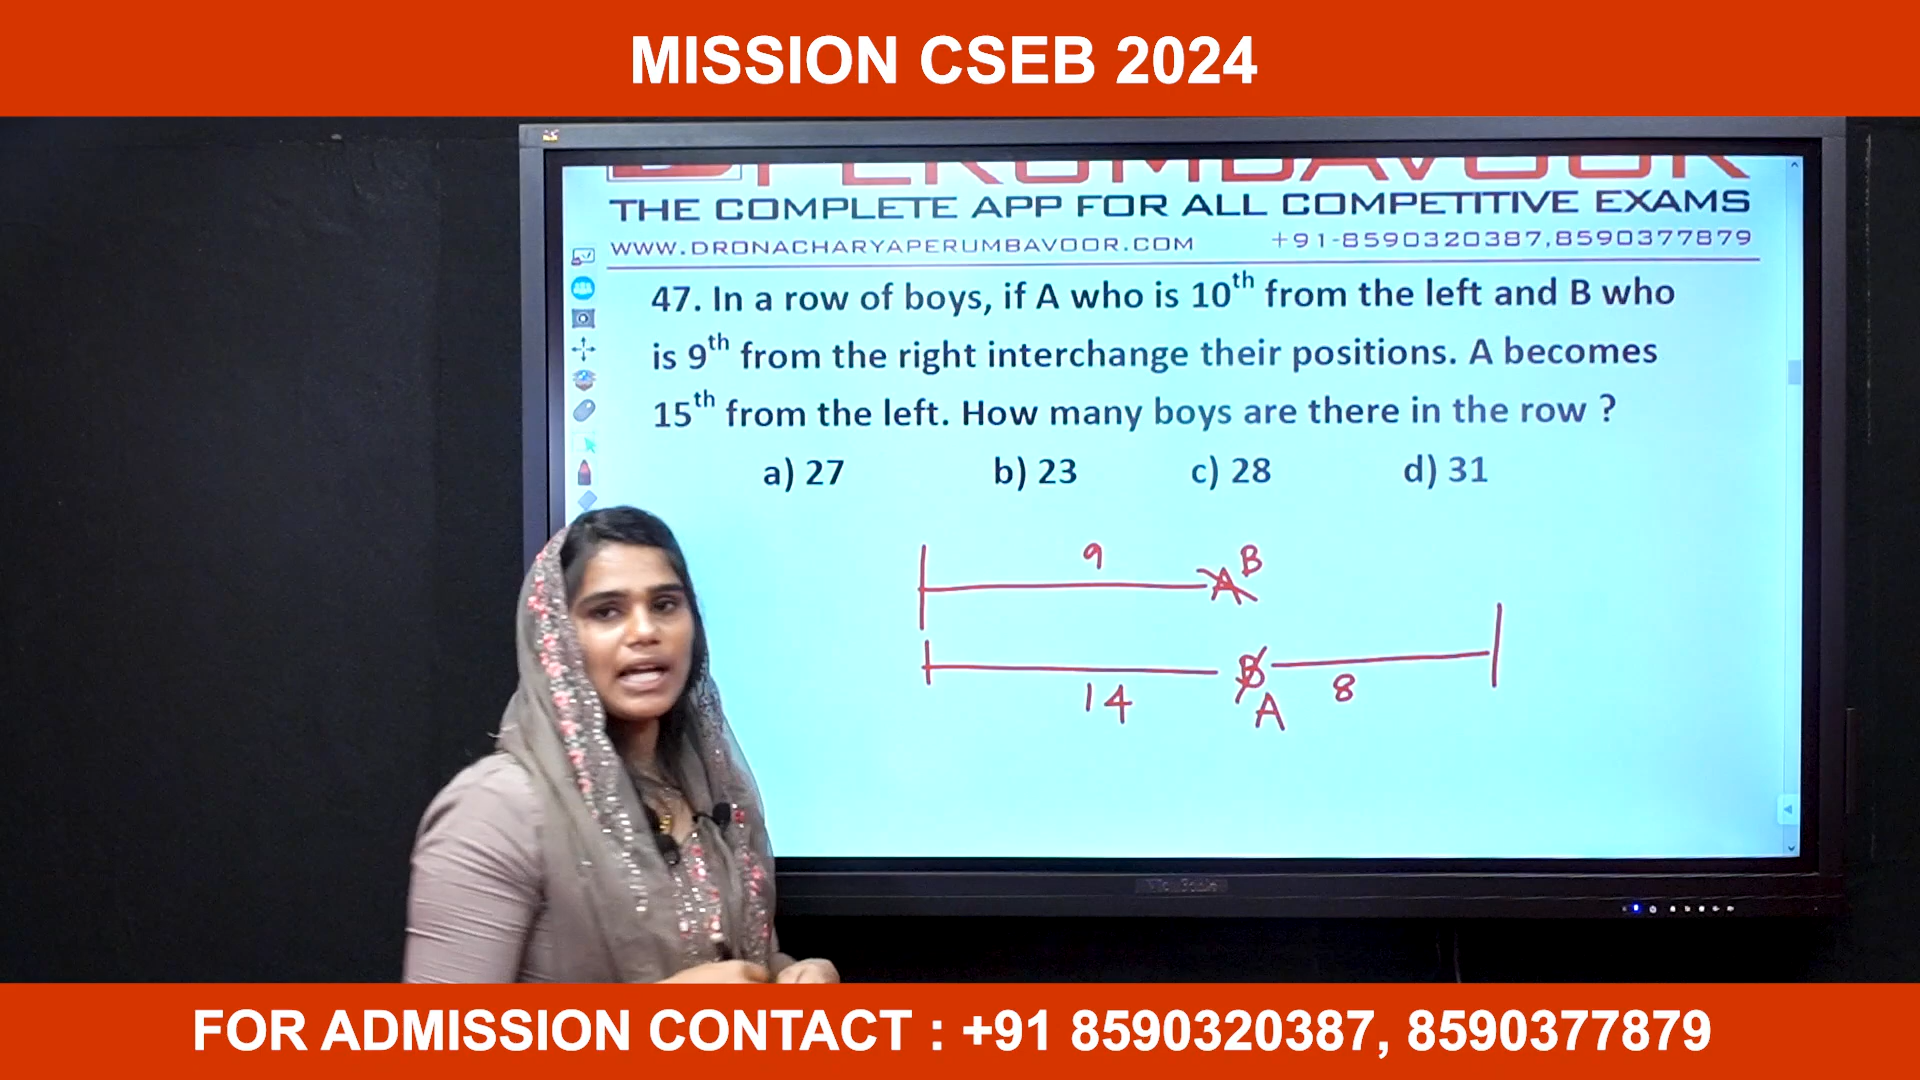 MISSION CSEB 2024
PERUMBAVOOR
THE COMPLETE APP FOR ALL COMPETITIVE EXAMS
WWW.DRONACHARYAPERUMBAVOOR.COM +91-8590320387,8590377879
47. In a row of boys, if A who is 10th from the left and B who
is 9th from the right interchange their positions. A becomes
15th from the left. How many boys are there in the row ?
a) 27 b) 23 c) 28 d) 31
9 A B
14 B A 8
FOR ADMISSION CONTACT : +91 8590320387, 8590377879